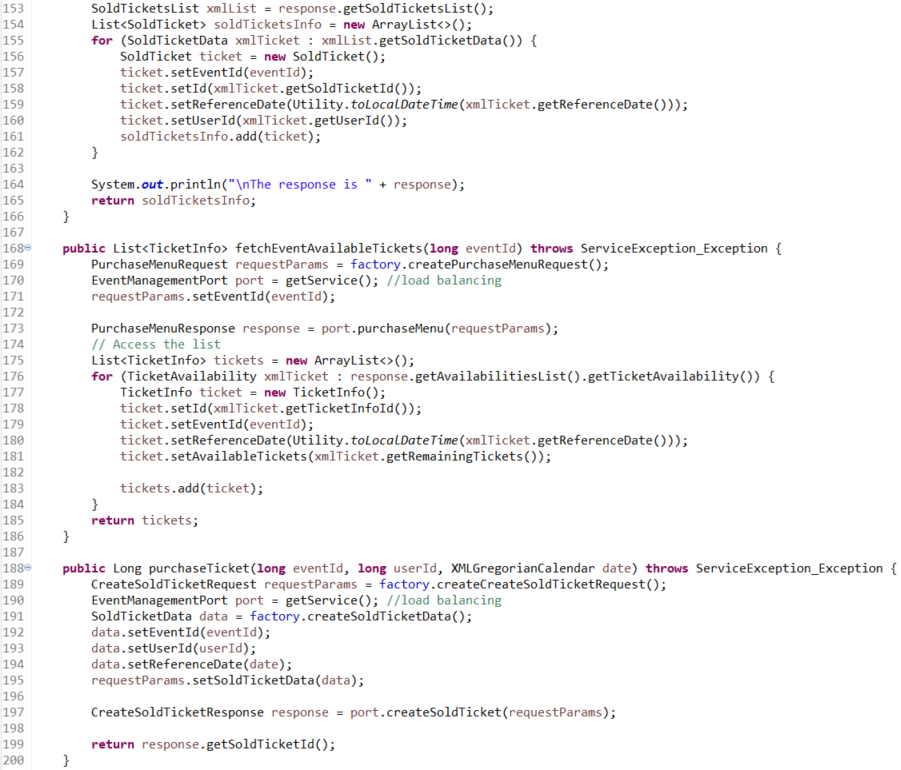 153 SoldTicketsList xmlList = response.getSoldTicketsList();
154 List<SoldTicket> soldTicketsInfo = new ArrayList<>();
155 for (SoldTicketData xmlTicket : xmlList.getSoldTicketData()) {
156 SoldTicket ticket = new SoldTicket();
157 ticket.setEventId(eventId);
158 ticket.setId(xmlTicket.getSoldTicketId());
159 ticket.setReferenceDate(Utility.toLocalDateTime(xmlTicket.getReferenceDate()));
160 ticket.setUserId(xmlTicket.getUserId());
161 soldTicketsInfo.add(ticket);
162 }
163
164 System.out.println("\nThe response is " + response);
165 return soldTicketsInfo;
166 }
167
168 public List<TicketInfo> fetchEventAvailableTickets(long eventId) throws ServiceException_Exception {
169 PurchaseMenuRequest requestParams = factory.createPurchaseMenuRequest();
170 EventManagementPort port = getService(); //load balancing
171 requestParams.setEventId(eventId);
172
173 PurchaseMenuResponse response = port.purchaseMenu(requestParams);
174 // Access the list
175 List<TicketInfo> tickets = new ArrayList<>();
176 for (TicketAvailability xmlTicket : response.getAvailabilitiesList().getTicketAvailability()) {
177 TicketInfo ticket = new TicketInfo();
178 ticket.setId(xmlTicket.getTicketInfoId());
179 ticket.setEventId(eventId);
180 ticket.setReferenceDate(Utility.toLocalDateTime(xmlTicket.getReferenceDate()));
181 ticket.setAvailableTickets(xmlTicket.getRemainingTickets());
182
183 tickets.add(ticket);
184 }
185 return tickets;
186 }
187
188 public Long purchaseTicket(long eventId, long userId, XMLGregorianCalendar date) throws ServiceException_Exception {
189 CreateSoldTicketRequest requestParams = factory.createCreateSoldTicketRequest();
190 EventManagementPort port = getService(); //load balancing
191 SoldTicketData data = factory.createSoldTicketData();
192 data.setEventId(eventId);
193 data.setUserId(userId);
194 data.setReferenceDate(date);
195 requestParams.setSoldTicketData(data);
196
197 CreateSoldTicketResponse response = port.createSoldTicket(requestParams);
198
199 return response.getSoldTicketId();
200 }